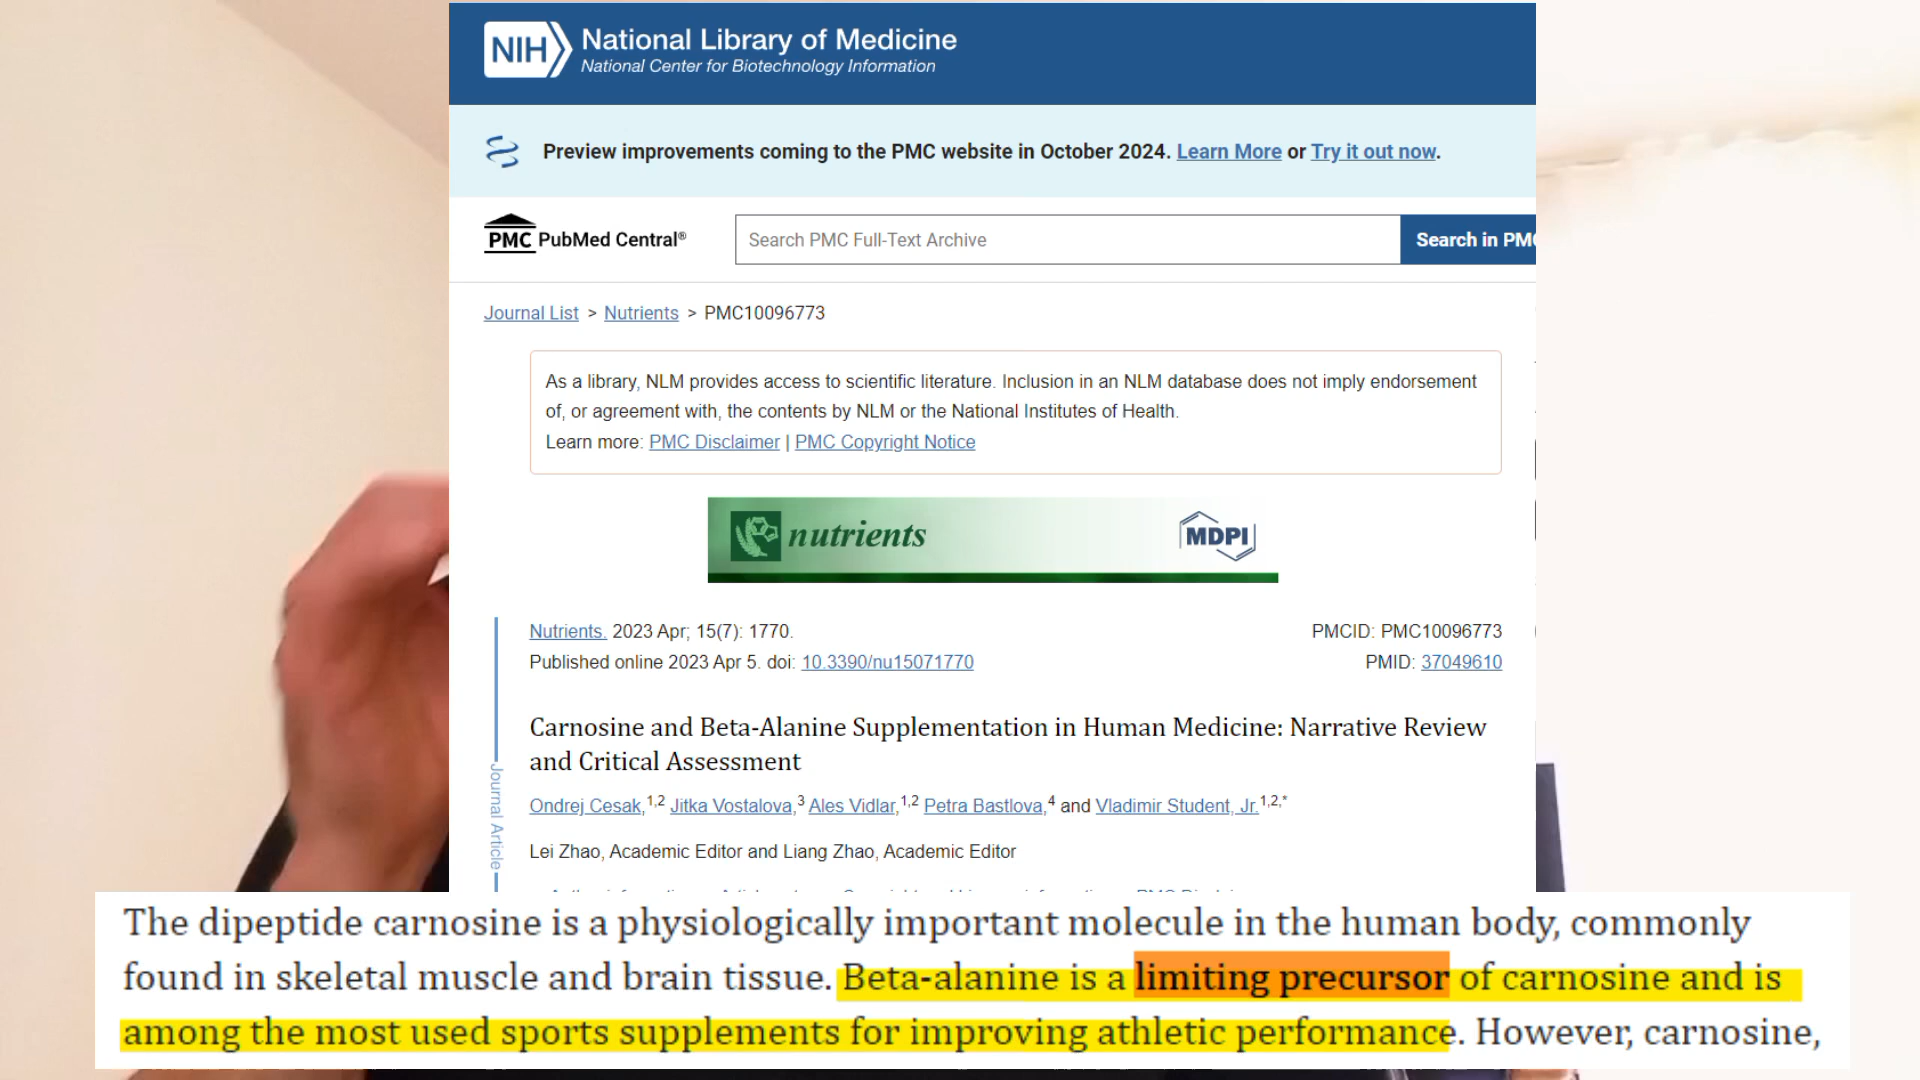 NIH National Library of Medicine
National Center for Biotechnology Information
Preview improvements coming to the PMC website in October 2024. Learn More or Try it out now.
PMC PubMed Central®
Search PMC Full-Text Archive
Search in PMC
Journal List > Nutrients > PMC10096773
As a library, NLM provides access to scientific literature. Inclusion in an NLM database does not imply endorsement
of, or agreement with, the contents by NLM or the National Institutes of Health.
Learn more: PMC Disclaimer | PMC Copyright Notice
nutrients
MDPI
Nutrients. 2023 Apr; 15(7): 1770.
PMCID: PMC10096773
Published online 2023 Apr 5. doi: 10.3390/nu15071770
PMID: 37049610
Carnosine and Beta-Alanine Supplementation in Human Medicine: Narrative Review
and Critical Assessment
Ondrej Cesak,1,2 Jitka Vostalova,3 Ales Vidlar,1,2 Petra Bastlova,4 and Vladimir Student, Jr.1,2,*
Lei Zhao, Academic Editor and Liang Zhao, Academic Editor
Journal Article
The dipeptide carnosine is a physiologically important molecule in the human body, commonly
found in skeletal muscle and brain tissue. Beta-alanine is a limiting precursor of carnosine and is
among the most used sports supplements for improving athletic performance. However, carnosine,